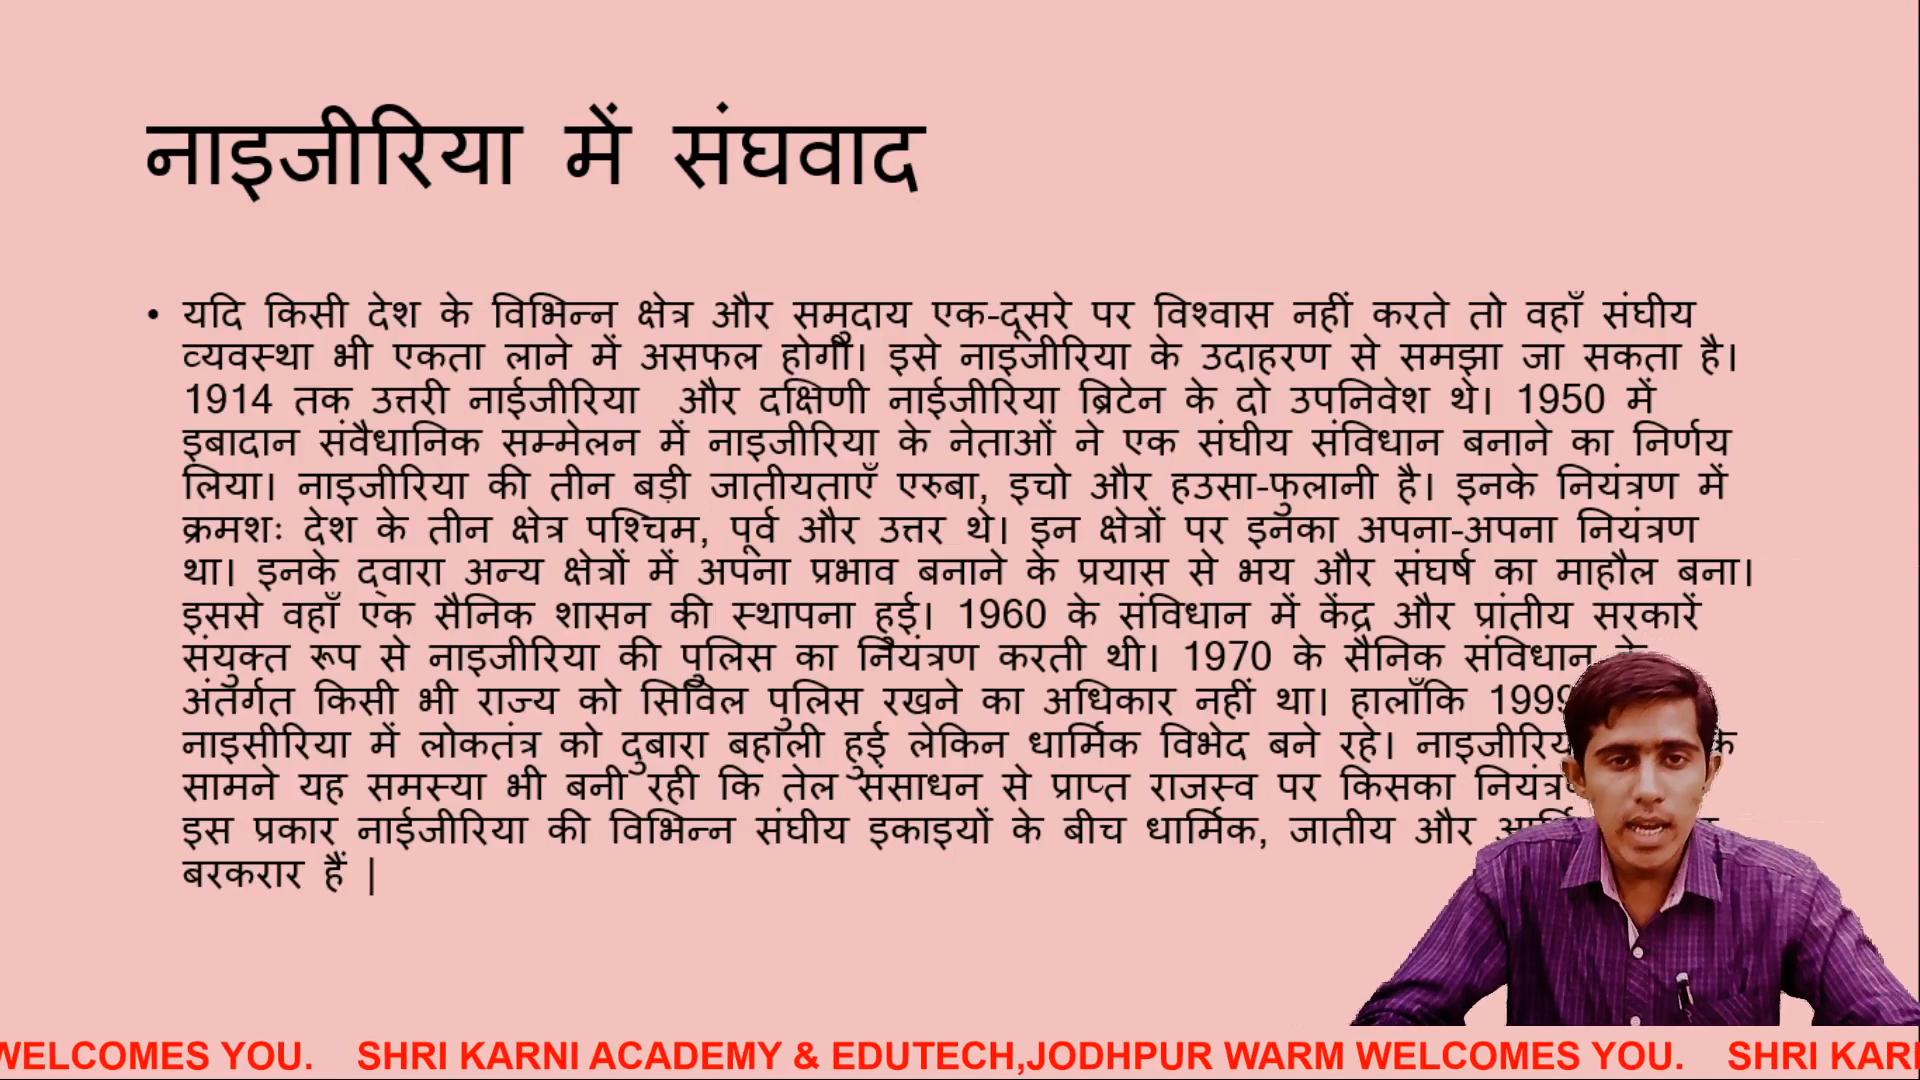 नाइजीरिया में संघवाद
• यदि किसी देश के विभिन्न क्षेत्र और समुदाय एक-दूसरे पर विश्वास नहीं करते तो वहाँ संघीय
व्यवस्था भी एकता लाने में असफल होगी। इसे नाइजीरिया के उदाहरण से समझा जा सकता है।
1914 तक उत्तरी नाईजीरिया और दक्षिणी नाईजीरिया ब्रिटेन के दो उपनिवेश थे। 1950 में
इबादान संवैधानिक सम्मेलन में नाइजीरिया के नेताओं ने एक संघीय संविधान बनाने का निर्णय
लिया। नाइजीरिया की तीन बड़ी जातीयताएँ एरुबा, इचो और हउसा-फुलानी है। इनके नियंत्रण में
क्रमशः देश के तीन क्षेत्र पश्चिम, पूर्व और उत्तर थे। इन क्षेत्रों पर इनका अपना-अपना नियंत्रण
था। इनके द्वारा अन्य क्षेत्रों में अपना प्रभाव बनाने के प्रयास से भय और संघर्ष का माहौल बना।
इससे वहाँ एक सैनिक शासन की स्थापना हुई। 1960 के संविधान में केंद्र और प्रांतीय सरकारें
संयुक्त रूप से नाइजीरिया की पुलिस का नियंत्रण करती थी। 1970 के सैनिक संविधान के
अंतर्गत किसी भी राज्य को सिविल पुलिस रखने का अधिकार नहीं था। हालाँकि 1999
नाइसीरिया में लोकतंत्र को दुबारा बहाली हुई लेकिन धार्मिक विभेद बने रहे। नाइजीरिया के
सामने यह समस्या भी बनी रही कि तेल संसाधन से प्राप्त राजस्व पर किसका नियंत्रण
इस प्रकार नाईजीरिया की विभिन्न संघीय इकाइयों के बीच धार्मिक, जातीय और
बरकरार हैं |
WELCOMES YOU. SHRI KARNI ACADEMY & EDUTECH,JODHPUR WARM WELCOMES YOU. SHRI KARI